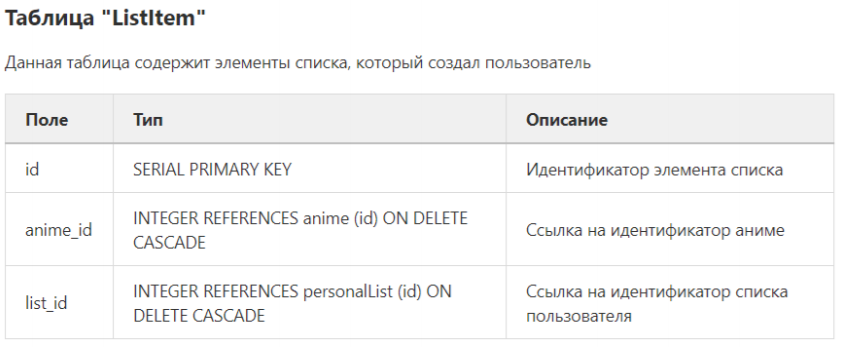 Таблица "ListItem"
Данная таблица содержит элементы списка, который создал пользователь
Поле Тип Описание
id SERIAL PRIMARY KEY Идентификатор элемента списка
anime_id INTEGER REFERENCES anime (id) ON DELETE
CASCADE Ссылка на идентификатор аниме
list_id INTEGER REFERENCES personalList (id) ON
DELETE CASCADE Ссылка на идентификатор списка
пользователя